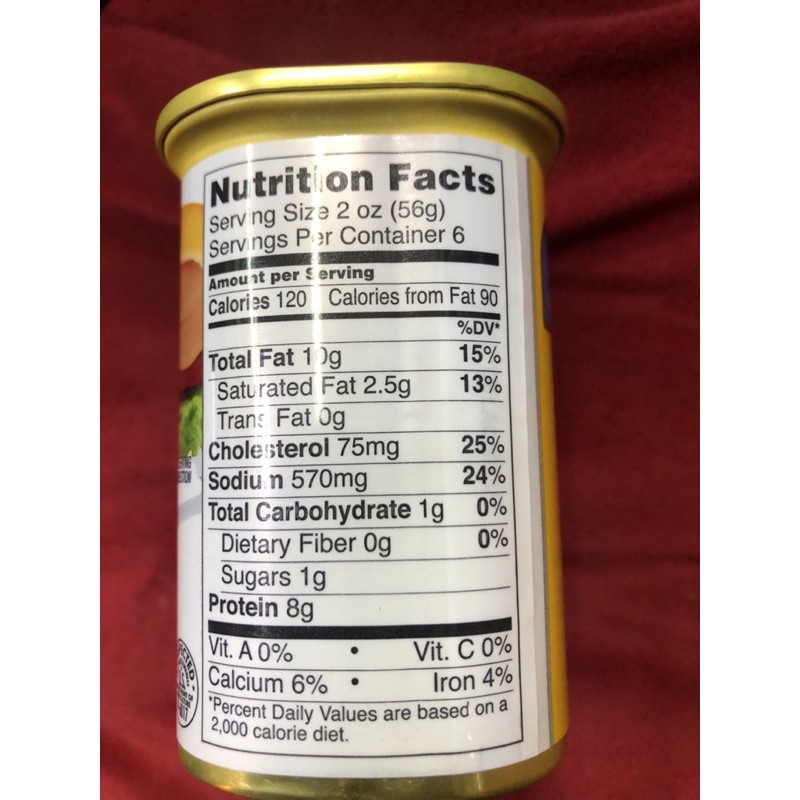 Nutrition Facts
Serving Size 2 oz (56g)
Servings Per Container 6
Amount per Serving
Calories 120 Calories from Fat 90
%DV*
Total Fat 10g 15%
Saturated Fat 2.5g 13%
Trans Fat 0g
Cholesterol 75mg 25%
Sodium 570mg 24%
Total Carbohydrate 1g 0%
Dietary Fiber 0g 0%
Sugars 1g
Protein 8g
Vit. A 0% • Vit. C 0%
Calcium 6% • Iron 4%
*Percent Daily Values are based on a
2,000 calorie diet.